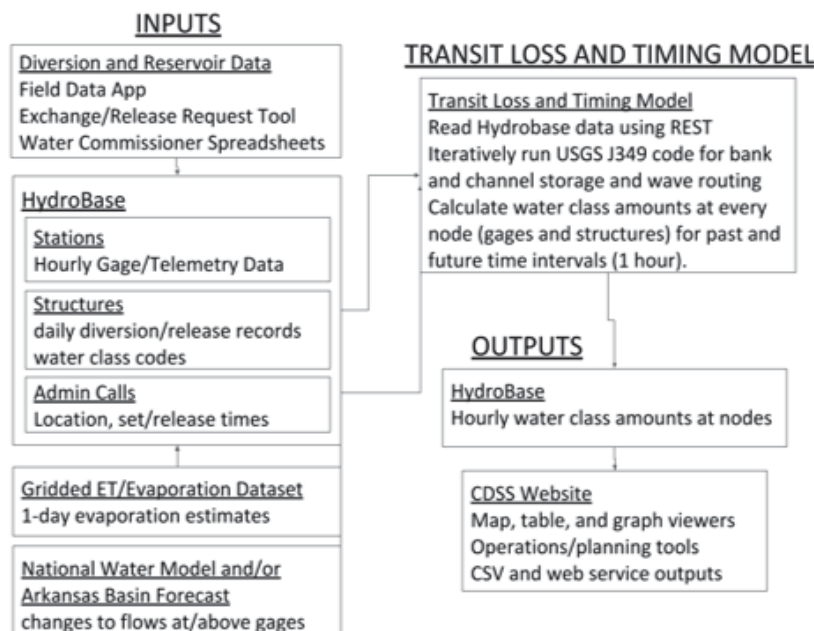 INPUTS
Diversion and Reservoir Data
Field Data App
Exchange/Release Request Tool
Water Commissioner Spreadsheets
HydroBase
Stations
Hourly Gage/Telemetry Data
Structures
daily diversion/release records
water class codes
Admin Calls
Location, set/release times
Gridded ET/Evaporation Dataset
1-day evaporation estimates
National Water Model and/or
Arkansas Basin Forecast
changes to flows at/above gages
TRANSIT LOSS AND TIMING MODEL
Transit Loss and Timing Model
Read Hydrobase data using REST
Iteratively run USGS J349 code for bank
and channel storage and wave routing
Calculate water class amounts at every
node (gages and structures) for past and
future time intervals (1 hour).
OUTPUTS
HydroBase
Hourly water class amounts at nodes
CDSS Website
Map, table, and graph viewers
Operations/planning tools
CSV and web service outputs